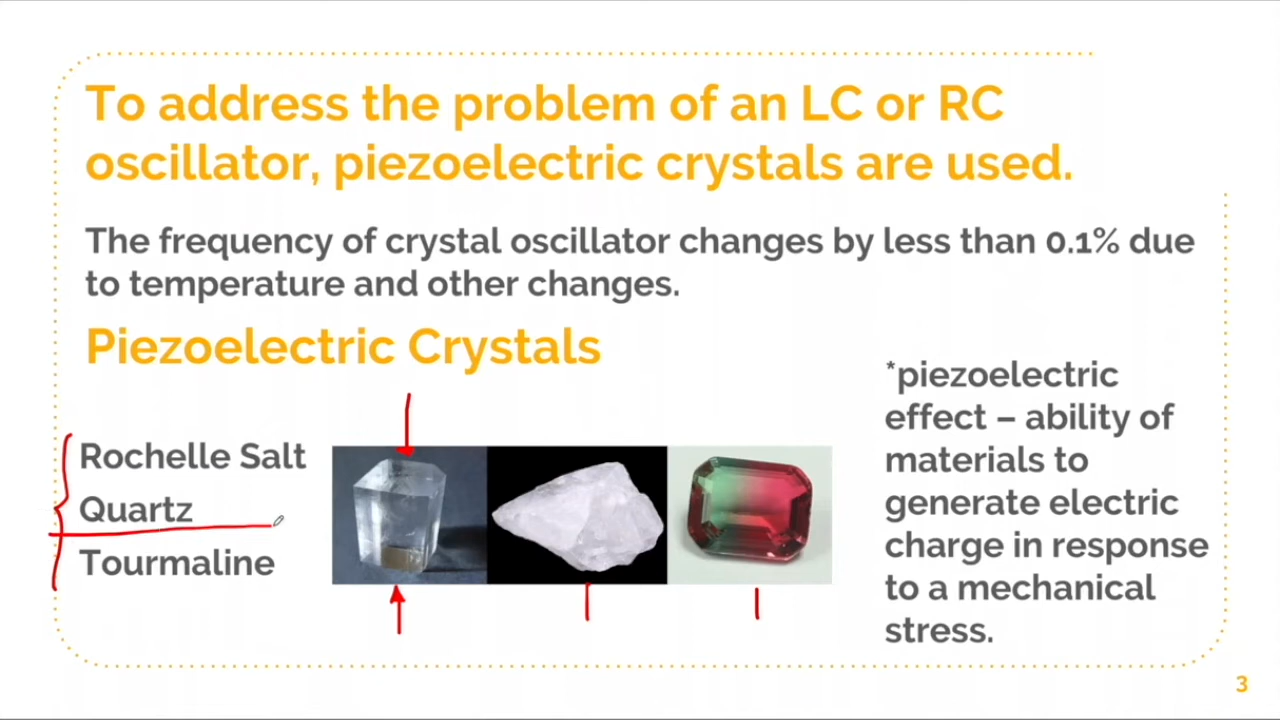 To address the problem of an LC or RC
oscillator, piezoelectric crystals are used.
The frequency of crystal oscillator changes by less than 0.1% due
to temperature and other changes.
Piezoelectric Crystals
Rochelle Salt
Quartz
Tourmaline
*piezoelectric
effect – ability of
materials to
generate electric
charge in response
to a mechanical
stress.
3